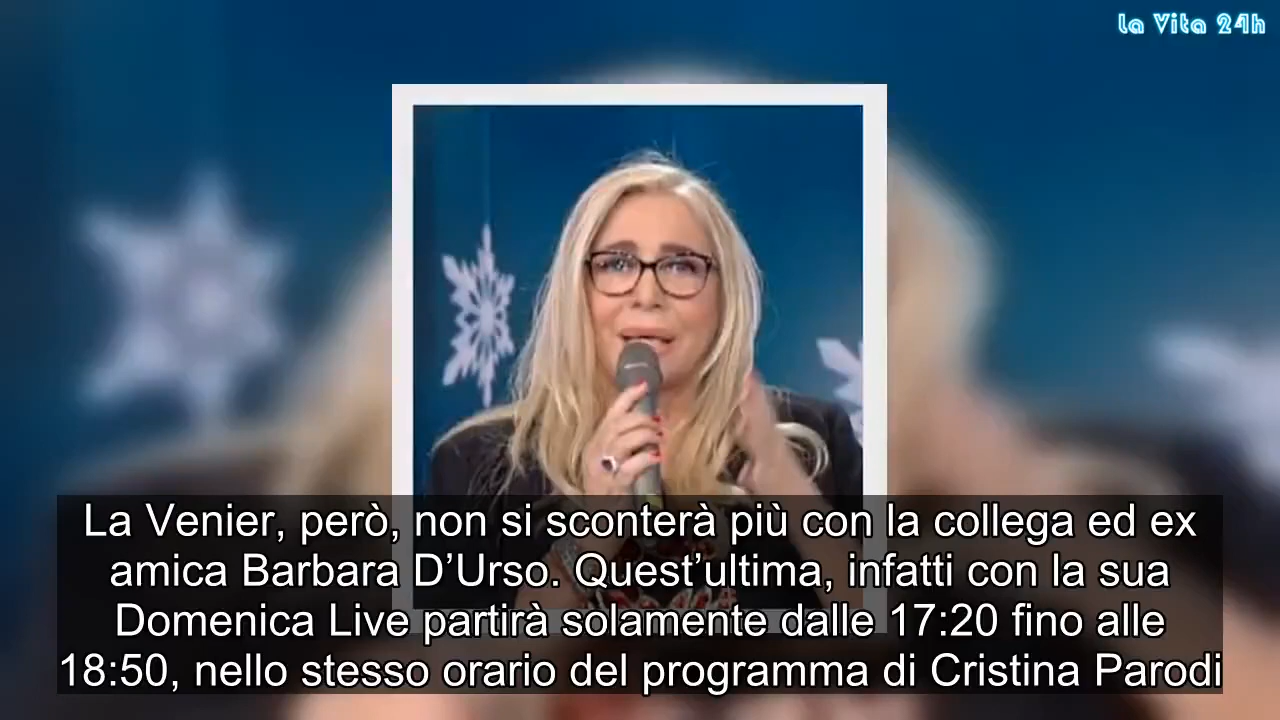 La Vita 24h
La Venier, però, non si sconterà più con la collega ed ex
amica Barbara D’Urso. Quest’ultima, infatti con la sua
Domenica Live partirà solamente dalle 17:20 fino alle
18:50, nello stesso orario del programma di Cristina Parodi